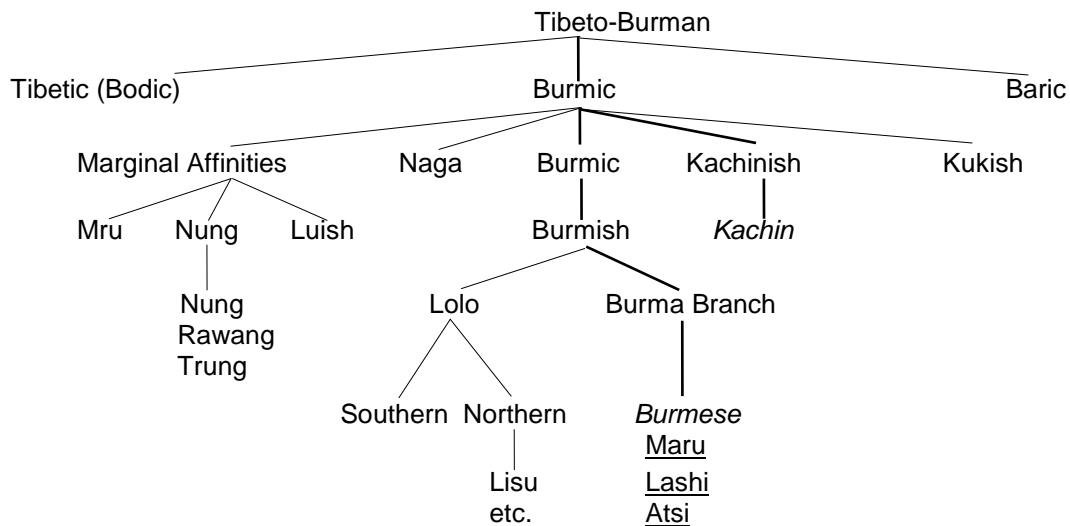 Tibeto-Burman
Tibetic (Bodic) Burmic Baric
Marginal Affinities Naga Burmic Kachinish Kukish
Mru Nung Luish Burmish Kachin
Nung Lolo Burma Branch
Rawang
Trung
Southern Northern Burmese
Maru
Lisu Lashi
etc. Atsi